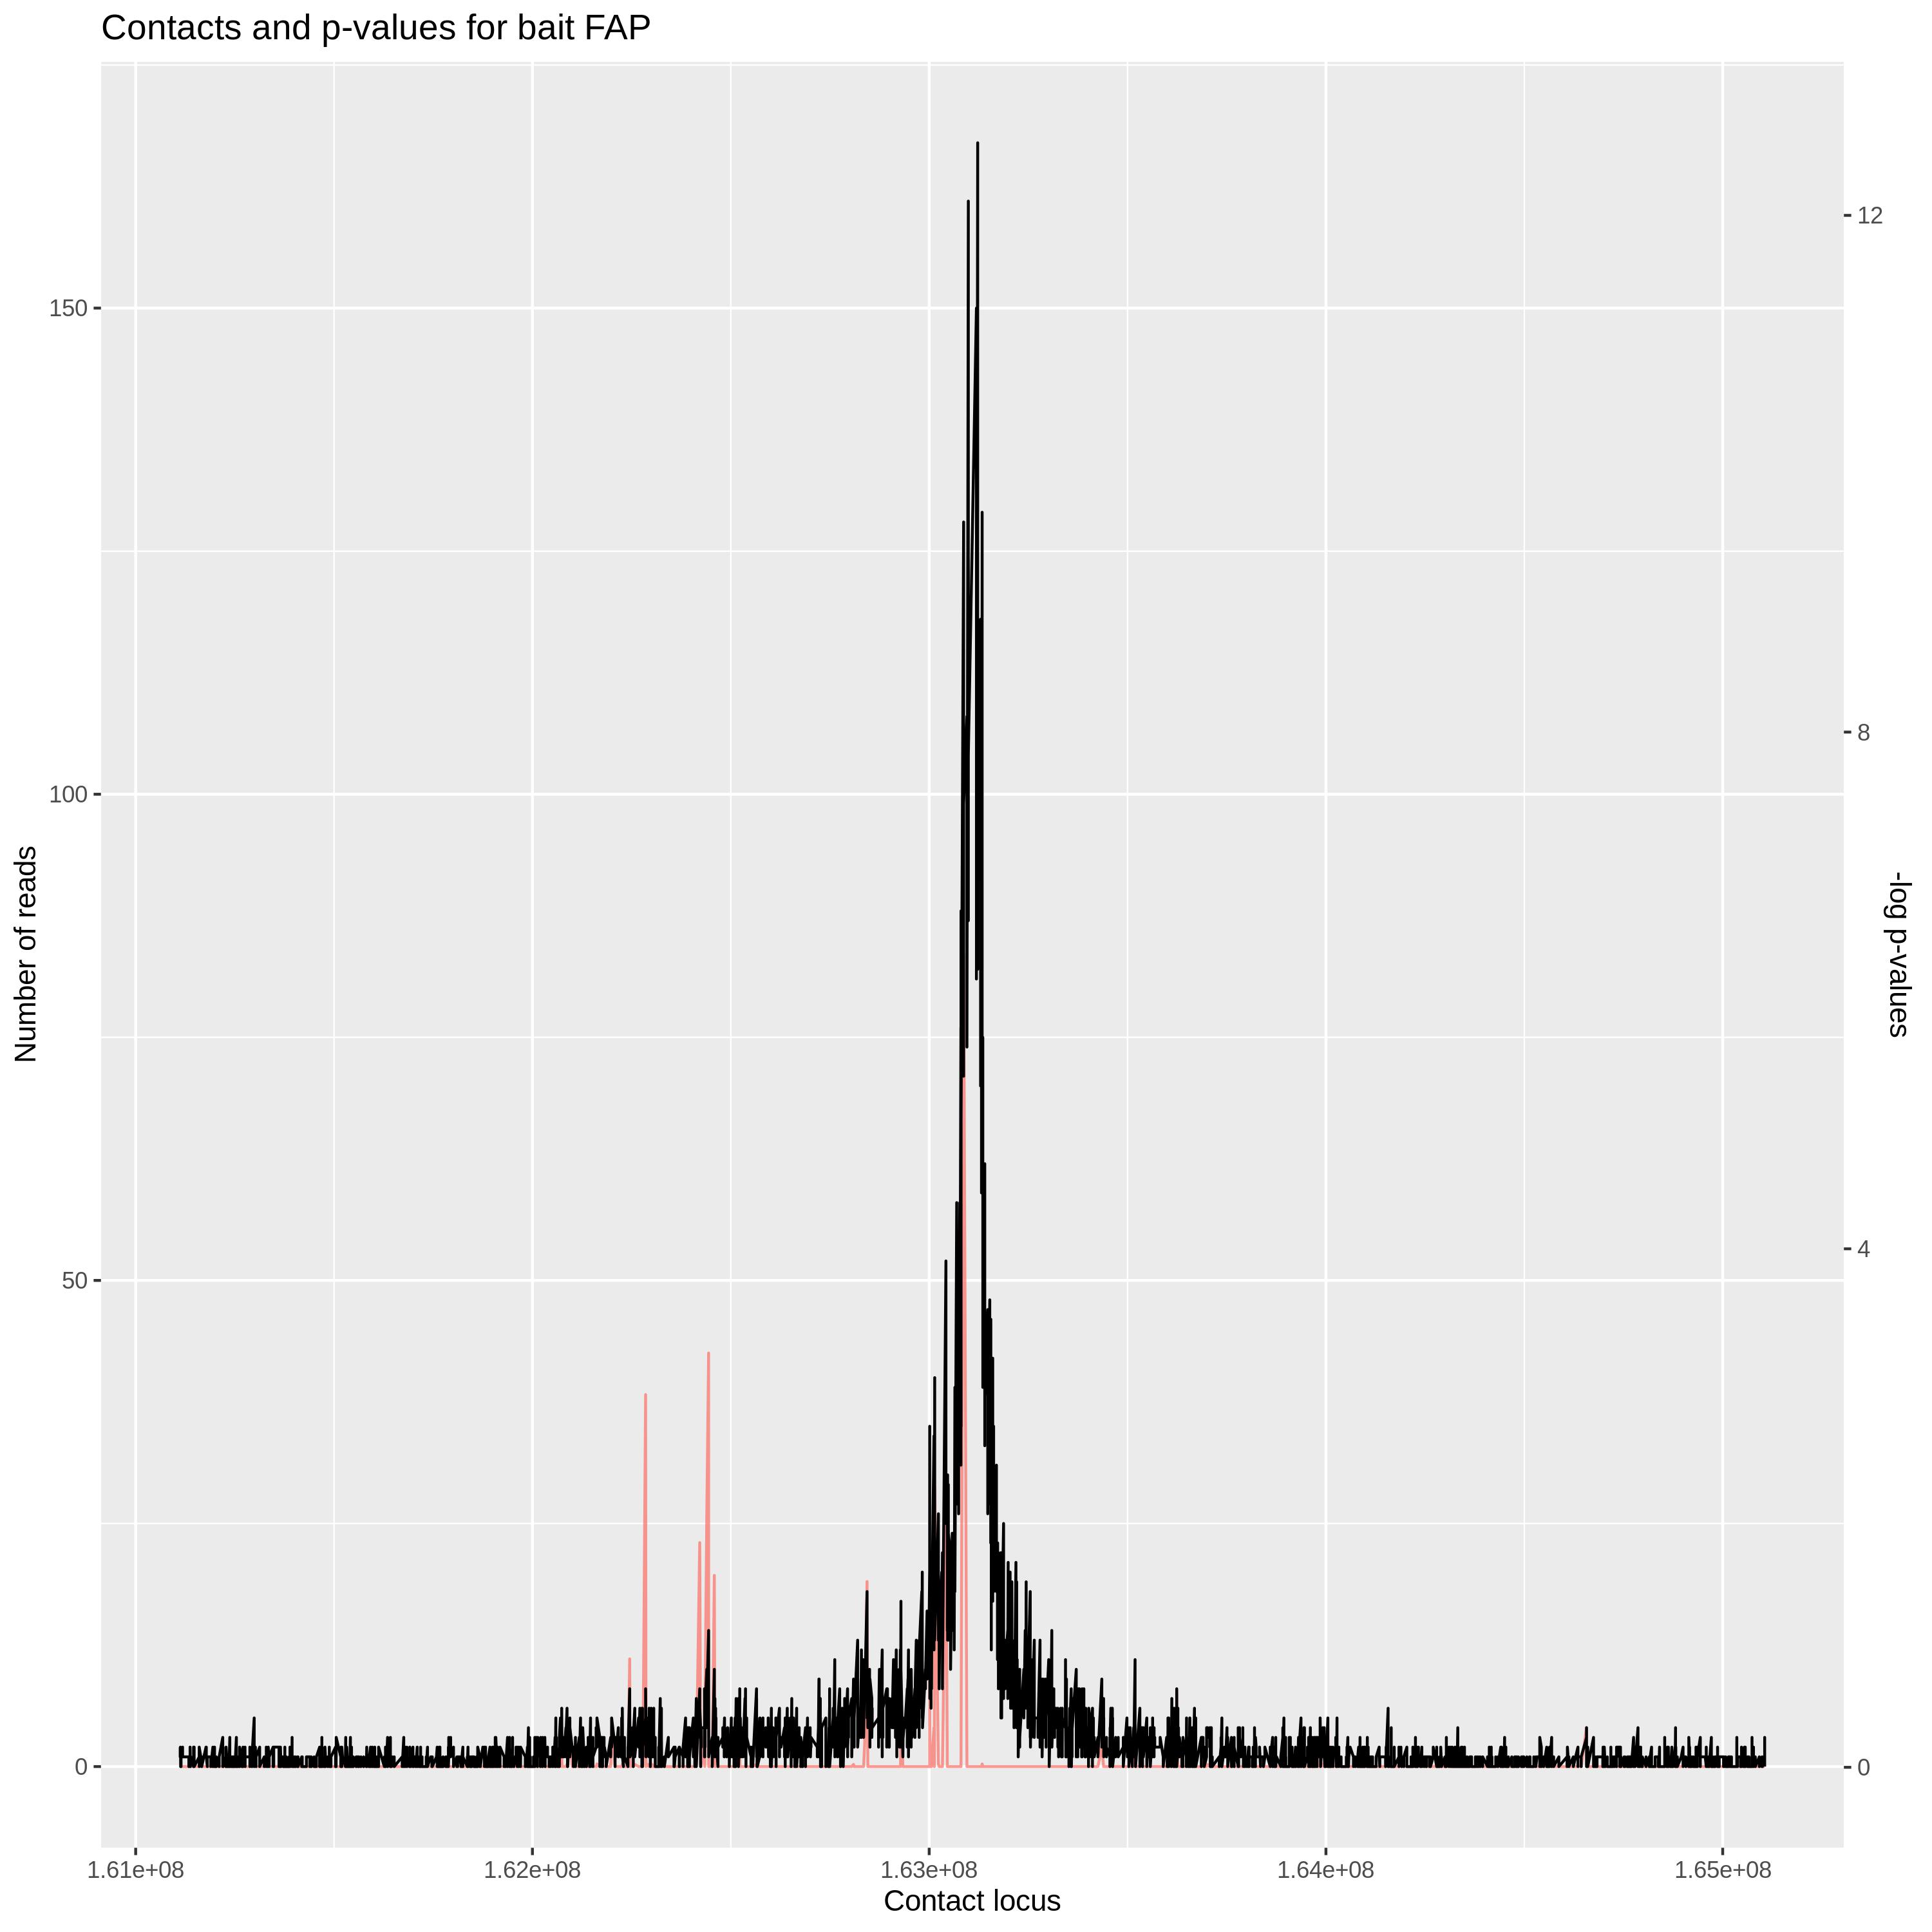 Contacts and p-values for bait FAP
Number of reads
150
100
50
0
12
8
4
0
-log p-values
1.61e+08
1.62e+08
1.63e+08
1.64e+08
1.65e+08
Contact locus